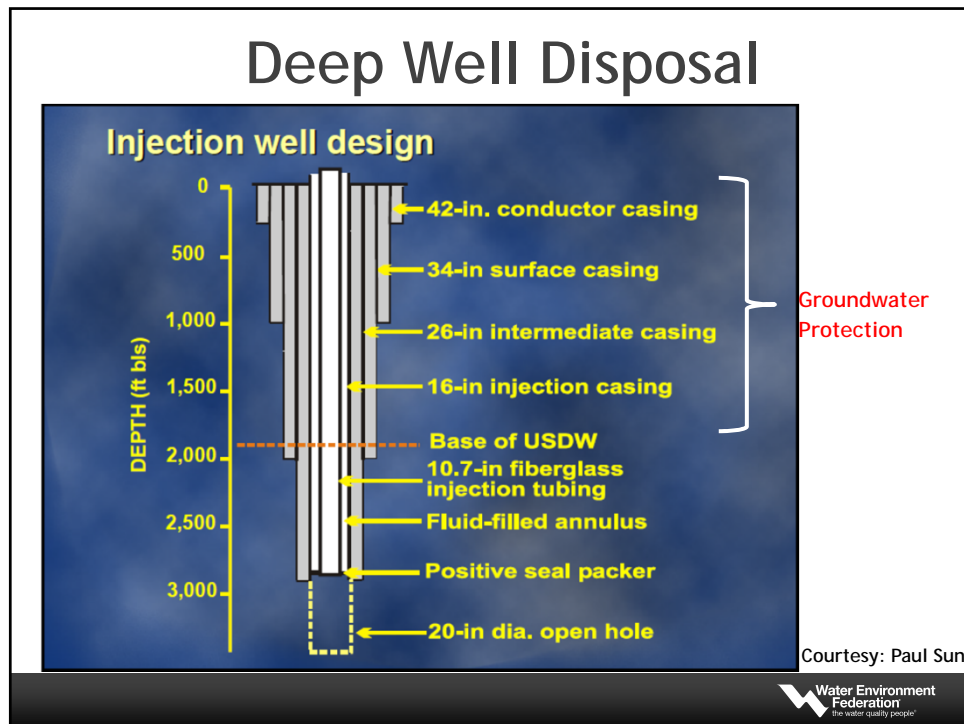 Deep Well Disposal
Injection well design
DEPTH (ft bls)
0
500
1,000
1,500
2,000
2,500
3,000
42-in. conductor casing
34-in surface casing
26-in intermediate casing
16-in injection casing
Base of USDW
10.7-in fiberglass
injection tubing
Fluid-filled annulus
Positive seal packer
20-in dia. open hole
Groundwater
Protection
Courtesy: Paul Sun
Water Environment
Federation
the water quality people®